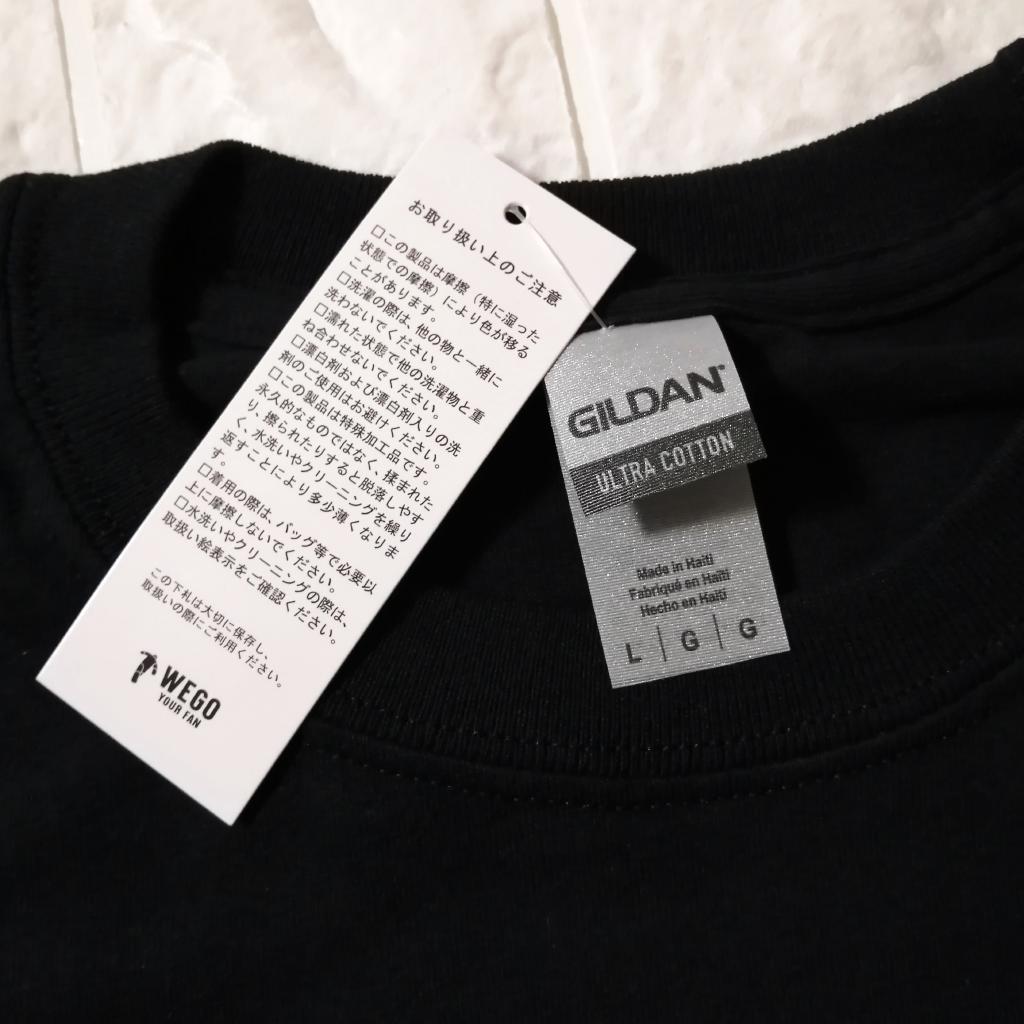 お取り扱い上のご注意
□この製品は摩擦（特に湿った
状態での摩擦）により色が移る
ことがあります。
□洗濯の際は、他の物と一緒に
洗わないでください。
□濡れた状態で他の洗濯物と重
ね合わせないでください。
□漂白剤および漂白剤入りの洗
剤のご使用はお避けください。
□この製品は特殊加工品です。
永久的なものではなく、揉まれた
り、擦られたりすると脱落しやす
く、水洗いやクリーニングを繰り
返すことにより多少薄くなりま
す。
□着用の際は、バッグ等で必要以
上に摩擦しないでください。
□水洗いやクリーニングの際は、
取扱い絵表示をご確認ください。
この下札は大切に保存し、
取扱いの際にご利用ください。
WEGO
YOUR FAN
GILDAN
ULTRA COTTON
Made in Haiti
Fabriqué en Haïti
Hecho en Haití
L | G | G